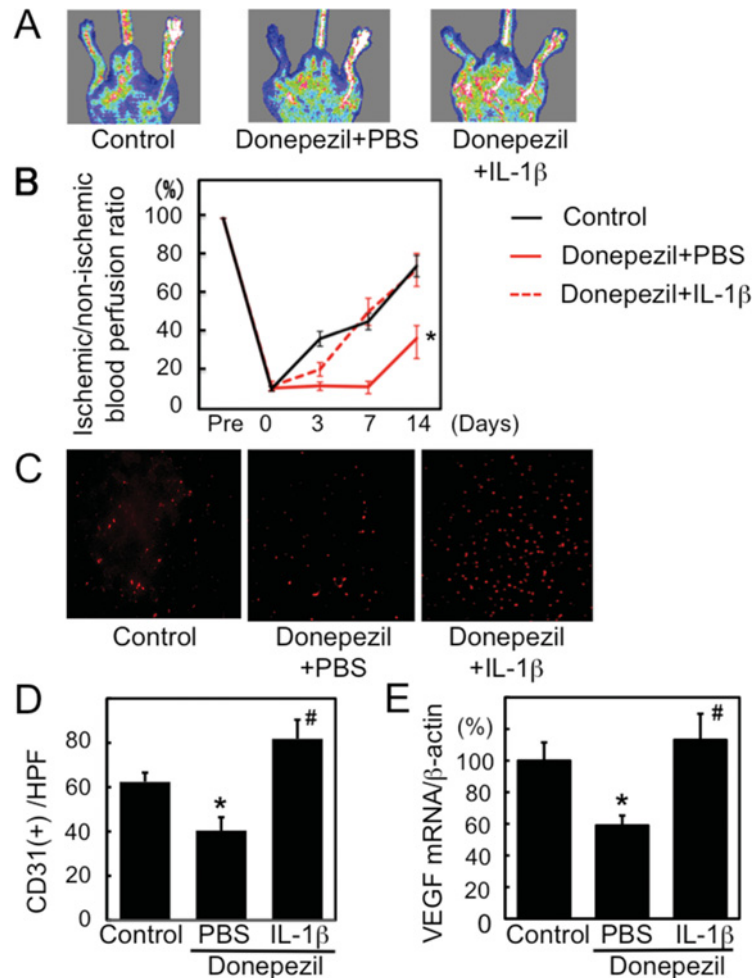 A
Control
Donepezil+PBS
Donepezil
+IL-1β
B
(%)
100
80
60
40
20
0
Ischemic/non-ischemic
blood perfusion ratio
Pre 0 3 7 14 (Days)
*
Control
Donepezil+PBS
Donepezil+IL-1β
C
Control
Donepezil
+PBS
Donepezil
+IL-1β
D
CD31(+) /HPF
80
60
40
20
0
*
#
Control PBS IL-1β
Donepezil
E
VEGF mRNA/β-actin
(%)
100
80
60
40
20
0
*
#
Control PBS IL-1β
Donepezil